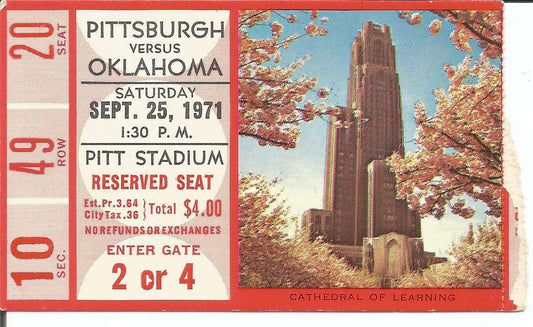 20 SEAT
49 ROW
10 SEC.
PITTSBURGH
VERSUS
OKLAHOMA
SATURDAY
SEPT. 25, 1971
1:30 P. M.
PITT STADIUM
RESERVED SEAT
Est. Pr. 3.64
City Tax .36 } Total $4.00
NO REFUNDS OR EXCHANGES
ENTER GATE
2 or 4
CATHEDRAL OF LEARNING